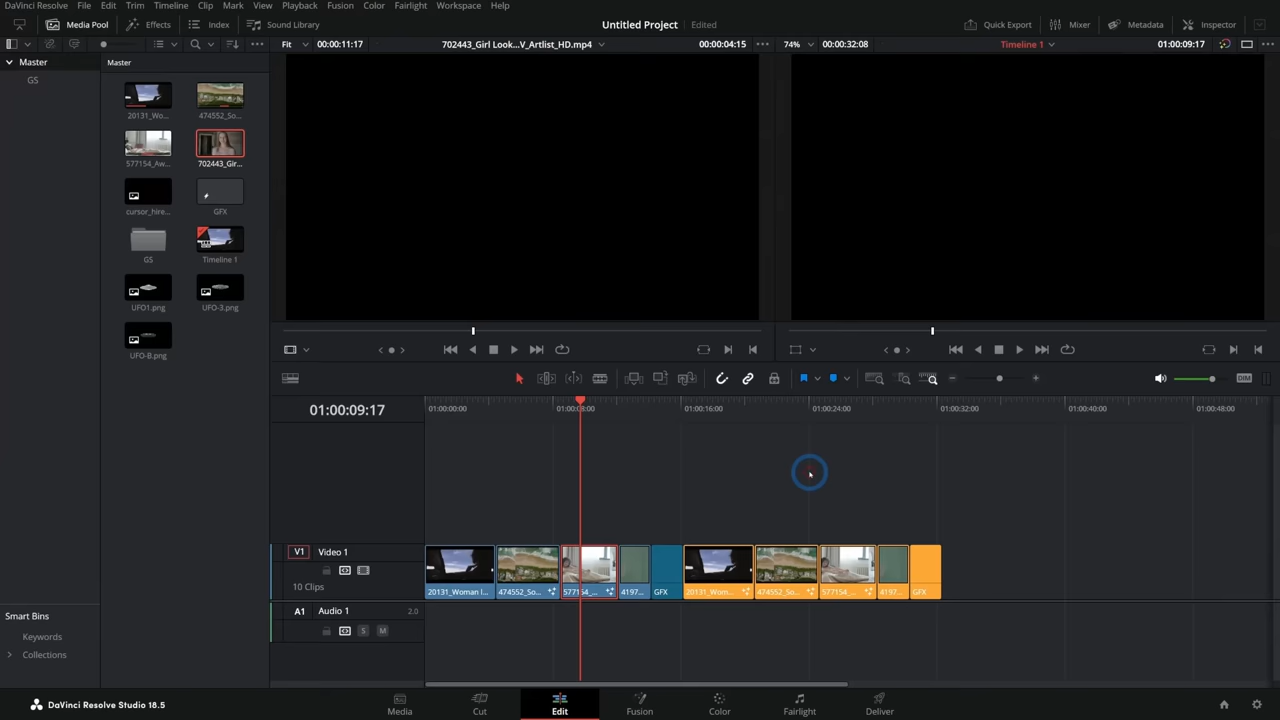 DaVinci Resolve File Edit Trim Timeline Clip Mark View Playback Fusion Color Fairlight Workspace Help
Media Pool Effects Index Sound Library Untitled Project Edited Quick Export Mixer Metadata Inspector
Fit 00:00:11:17 702443_Girl Look...V_Artlist_HD.mp4 00:00:04:15 74% 00:00:32:08 Timeline 1 01:00:09:17
Master Master
GS
20131_Wo... 474552_So...
577154_Aw... 702443_Gir...
cursor_hire... GFX
GS Timeline 1
UFO1.png UFO-3.png
UFO-B.png
DIM
01:00:09:17 01:00:00:00 01:00:08:00 01:00:16:00 01:00:24:00 01:00:32:00 01:00:40:00 01:00:48:00
V1 Video 1
10 Clips
20131_Woman I... 474552_So... 577154_... 4197... GFX 20131_Wom... 474552_So... 577154_... 4197... GFX
A1 Audio 1 2.0
S M
Smart Bins
Keywords
Collections
DaVinci Resolve Studio 18.5 Media Cut Edit Fusion Color Fairlight Deliver